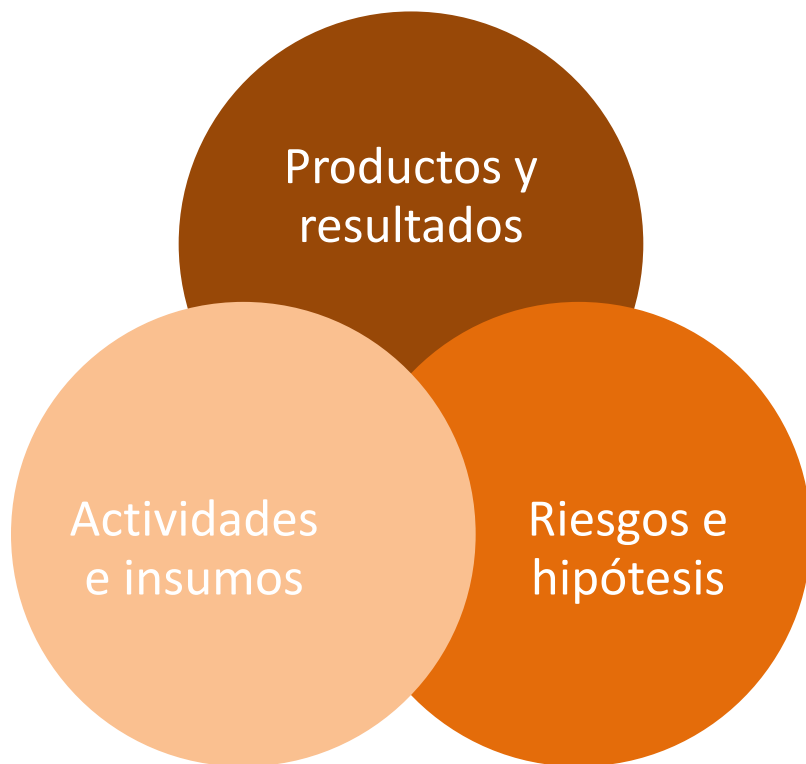 Productos y
resultados
Actividades
e insumos
Riesgos e
hipótesis